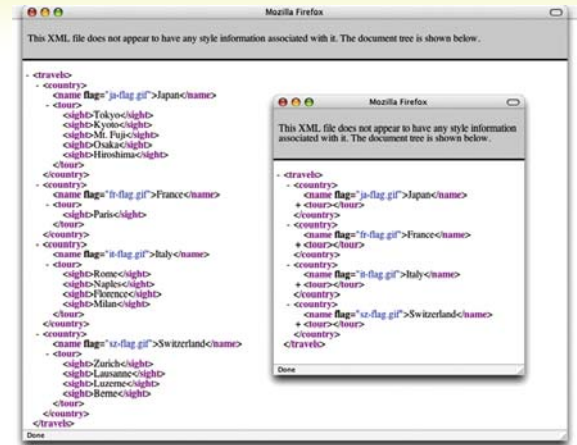 Mozilla Firefox
This XML file does not appear to have any style information associated with it. The document tree is shown below.
- <travels>
- <country>
<name flag="ja-flag.gif">Japan</name>
- <tour>
<sight>Tokyo</sight>
<sight>Kyoto</sight>
<sight>Mt. Fuji</sight>
<sight>Osaka</sight>
<sight>Hiroshima</sight>
</tour>
</country>
- <country>
<name flag="fr-flag.gif">France</name>
- <tour>
<sight>Paris</sight>
</tour>
</country>
- <country>
<name flag="it-flag.gif">Italy</name>
- <tour>
<sight>Rome</sight>
<sight>Naples</sight>
<sight>Florence</sight>
<sight>Milan</sight>
</tour>
</country>
- <country>
<name flag="sz-flag.gif">Switzerland</name>
- <tour>
<sight>Zurich</sight>
<sight>Lausanne</sight>
<sight>Luzerne</sight>
<sight>Berne</sight>
</tour>
</country>
</travels>
Done
Mozilla Firefox
This XML file does not appear to have any style information
associated with it. The document tree is shown below.
- <travels>
- <country>
<name flag="ja-flag.gif">Japan</name>
+ <tour></tour>
</country>
- <country>
<name flag="fr-flag.gif">France</name>
+ <tour></tour>
</country>
- <country>
<name flag="it-flag.gif">Italy</name>
+ <tour></tour>
</country>
- <country>
<name flag="sz-flag.gif">Switzerland</name>
+ <tour></tour>
</country>
</travels>
Done